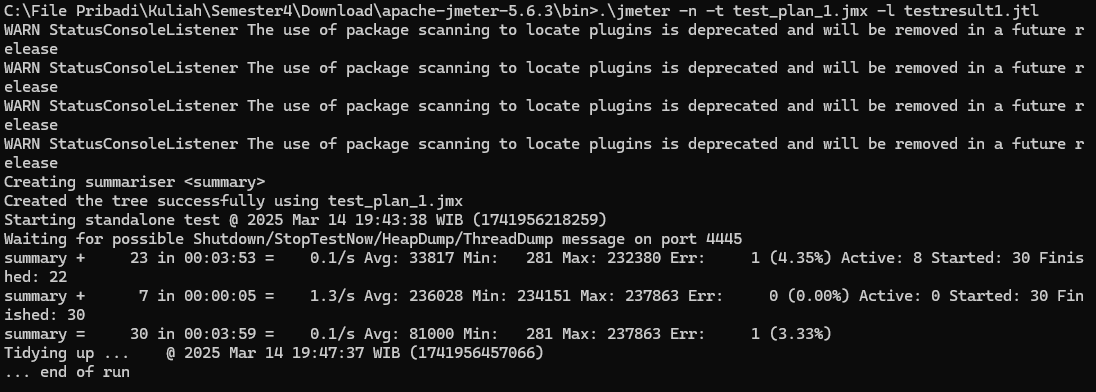 C:\File Pribadi\Kuliah\Semester4\Download\apache-jmeter-5.6.3\bin>.\jmeter -n -t test_plan_1.jmx -l testresult1.jtl
WARN StatusConsoleListener The use of package scanning to locate plugins is deprecated and will be removed in a future r
elease
WARN StatusConsoleListener The use of package scanning to locate plugins is deprecated and will be removed in a future r
elease
WARN StatusConsoleListener The use of package scanning to locate plugins is deprecated and will be removed in a future r
elease
WARN StatusConsoleListener The use of package scanning to locate plugins is deprecated and will be removed in a future r
elease
Creating summariser <summary>
Created the tree successfully using test_plan_1.jmx
Starting standalone test @ 2025 Mar 14 19:43:38 WIB (1741956218259)
Waiting for possible Shutdown/StopTestNow/HeapDump/ThreadDump message on port 4445
summary +     23 in 00:03:53 =    0.1/s Avg: 33817 Min:   281 Max: 232380 Err:     1 (4.35%) Active: 8 Started: 30 Finis
hed: 22
summary +      7 in 00:00:05 =    1.3/s Avg: 236028 Min: 234151 Max: 237863 Err:     0 (0.00%) Active: 0 Started: 30 Fin
ished: 30
summary =     30 in 00:03:59 =    0.1/s Avg: 81000 Min:   281 Max: 237863 Err:     1 (3.33%)
Tidying up ...    @ 2025 Mar 14 19:47:37 WIB (1741956457066)
... end of run